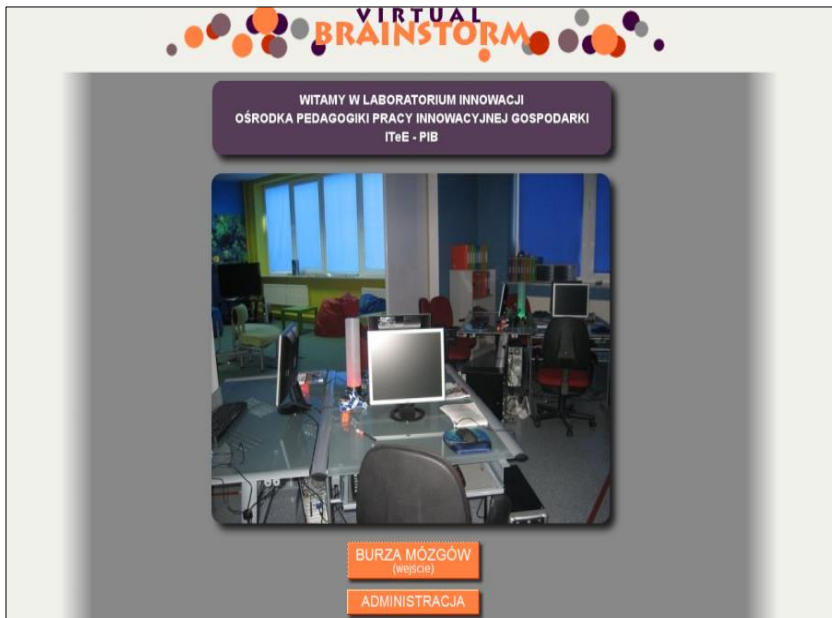 VIRTUAL
BRAINSTORM
WITAMY W LABORATORIUM INNOWACJI
OŚRODKA PEDAGOGIKI PRACY INNOWACYJNEJ GOSPODARKI
ITeE - PIB
BURZA MÓZGÓW
(wejście)
ADMINISTRACJA